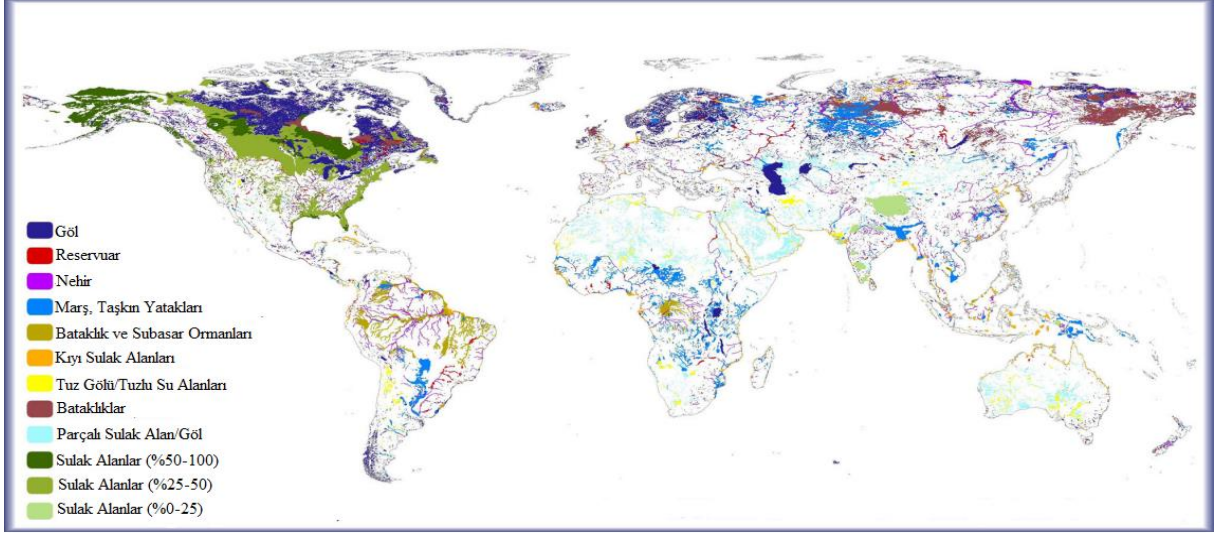 Göl
Reservuar
Nehir
Marş, Taşkın Yatakları
Bataklık ve Subasar Ormanları
Kıyı Sulak Alanları
Tuz Gölü/Tuzlu Su Alanları
Bataklıklar
Parçalı Sulak Alan/Göl
Sulak Alanlar (%50-100)
Sulak Alanlar (%25-50)
Sulak Alanlar (%0-25)